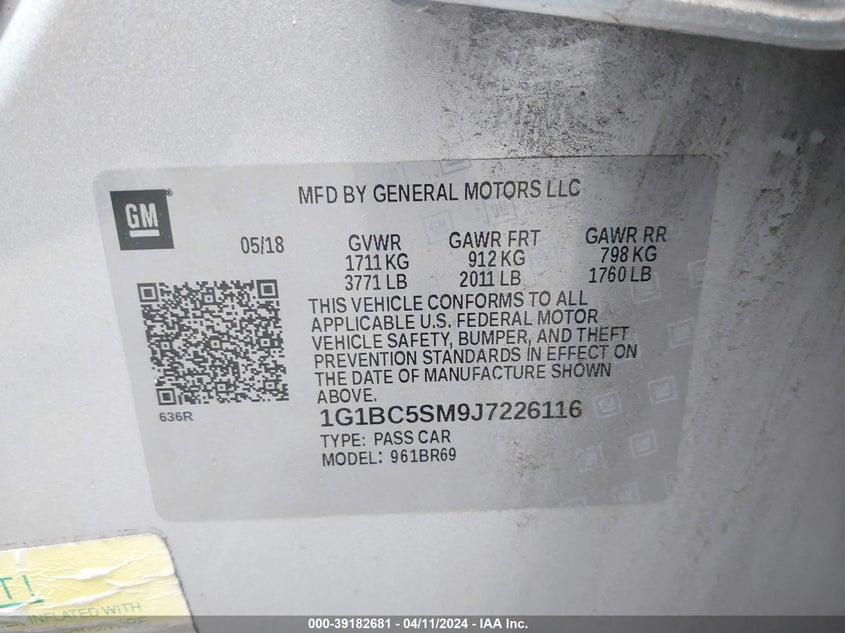 GM
MFD BY GENERAL MOTORS LLC
05/18
GVWR
1711 KG
3771 LB
GAWR FRT
912 KG
2011 LB
GAWR RR
798 KG
1760 LB
THIS VEHICLE CONFORMS TO ALL
APPLICABLE U.S. FEDERAL MOTOR
VEHICLE SAFETY, BUMPER, AND THEFT
PREVENTION STANDARDS IN EFFECT ON
THE DATE OF MANUFACTURE SHOWN
ABOVE.
636R
1G1BC5SM9J7226116
TYPE: PASS CAR
MODEL: 961BR69
INFLATED WITH
000-39182681 - 04/11/2024 - IAA Inc.